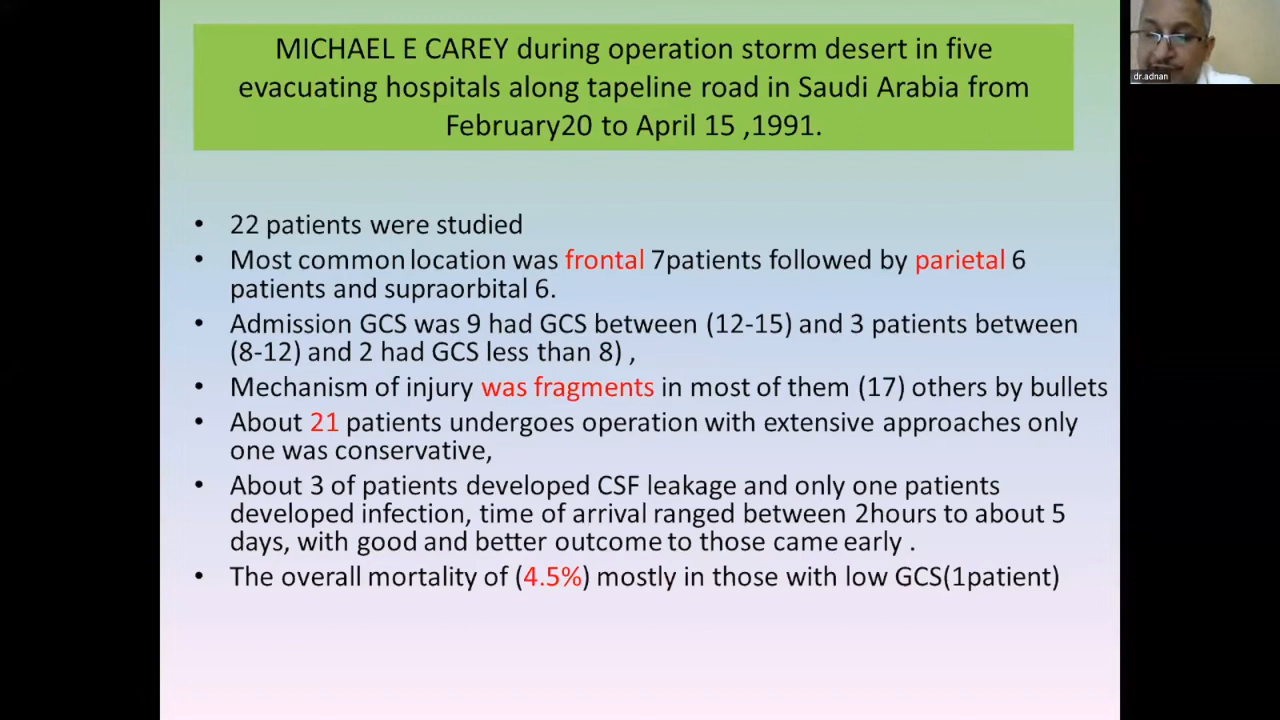 MICHAEL E CAREY during operation storm desert in five
evacuating hospitals along tapeline road in Saudi Arabia from
February20 to April 15 ,1991.
dr.adnan
• 22 patients were studied
• Most common location was frontal 7patients followed by parietal 6
patients and supraorbital 6.
• Admission GCS was 9 had GCS between (12-15) and 3 patients between
(8-12) and 2 had GCS less than 8) ,
• Mechanism of injury was fragments in most of them (17) others by bullets
• About 21 patients undergoes operation with extensive approaches only
one was conservative,
• About 3 of patients developed CSF leakage and only one patients
developed infection, time of arrival ranged between 2hours to about 5
days, with good and better outcome to those came early .
• The overall mortality of (4.5%) mostly in those with low GCS(1patient)